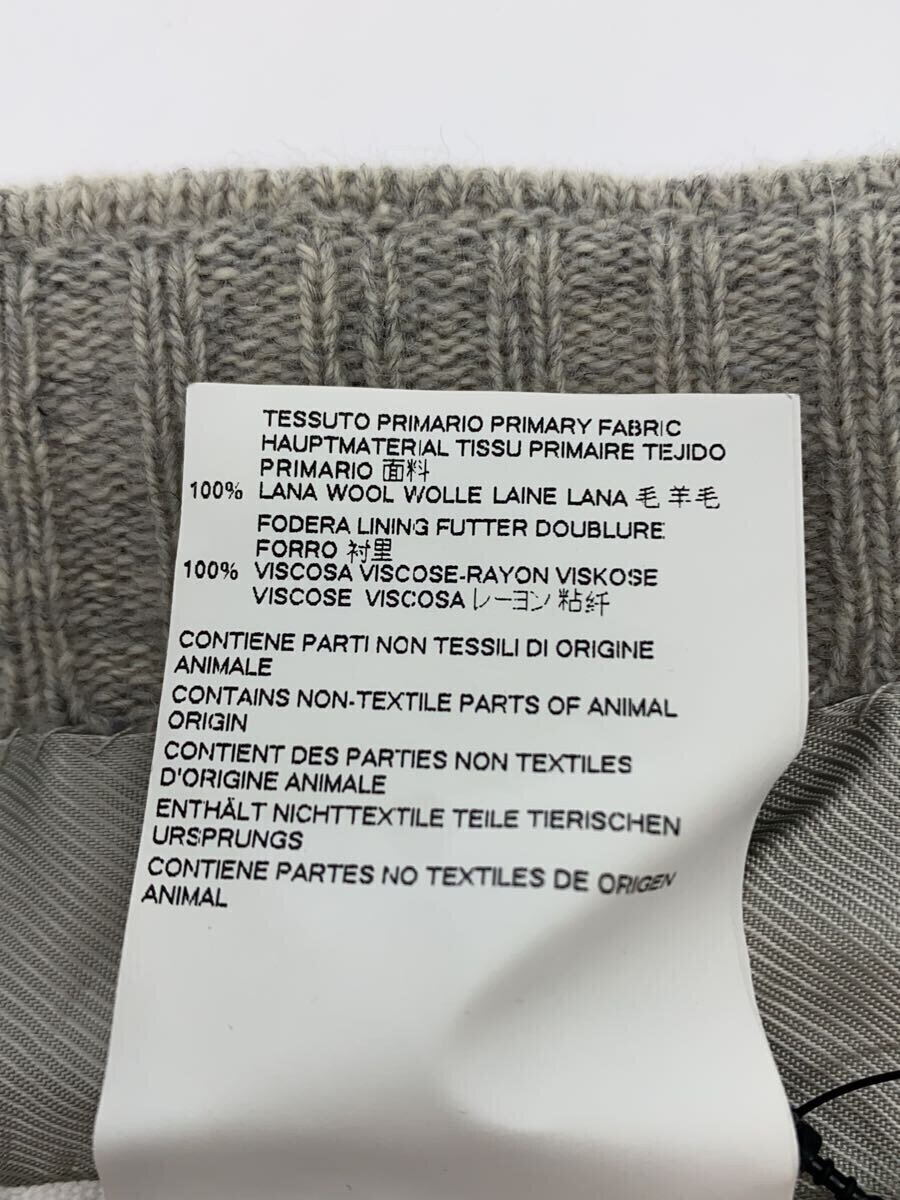 TESSUTO PRIMARIO PRIMARY FABRIC
HAUPTMATERIAL TISSU PRIMAIRE TEJIDO
PRIMARIO 面料
100% LANA WOOL WOLLE LAINE LANA 毛 羊毛
FODERA LINING FUTTER DOUBLURE
FORRO 衬里
100% VISCOSA VISCOSE-RAYON VISKOSE
VISCOSE VISCOSA レーヨン 粘纤
CONTIENE PARTI NON TESSILI DI ORIGINE
ANIMALE
CONTAINS NON-TEXTILE PARTS OF ANIMAL
ORIGIN
CONTIENT DES PARTIES NON TEXTILES
D'ORIGINE ANIMALE
ENTHÄLT NICHTTEXTILE TEILE TIERISCHEN
URSPRUNGS
CONTIENE PARTES NO TEXTILES DE ORIGEN
ANIMAL